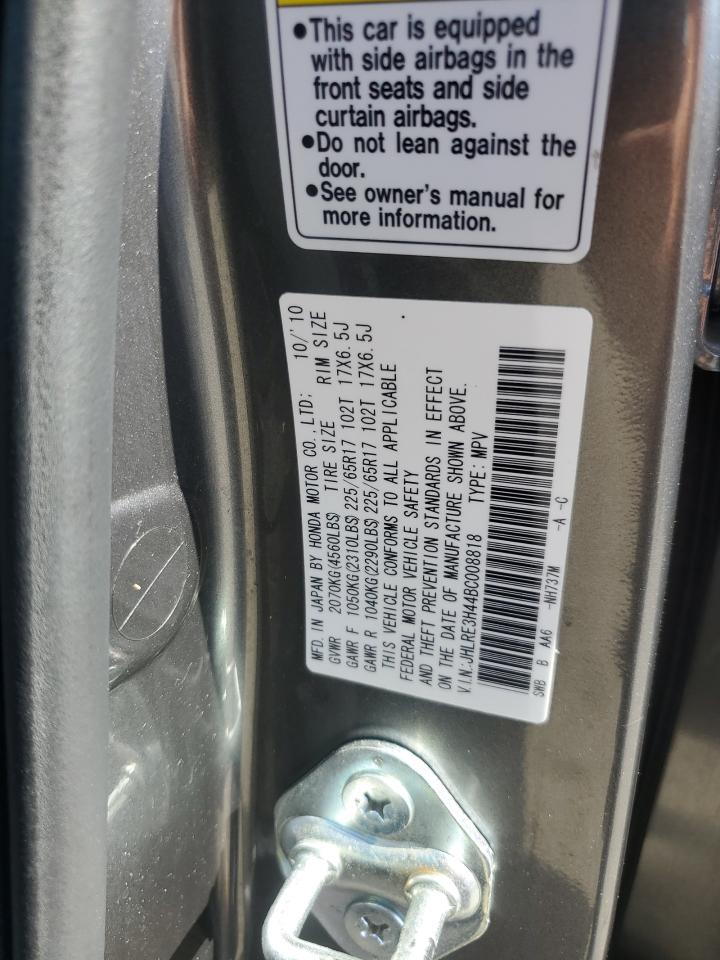 ●This car is equipped
with side airbags in the
front seats and side
curtain airbags.
●Do not lean against the
door.
●See owner's manual for
more information.
MFD. IN JAPAN BY HONDA MOTOR CO., LTD; 10/'10
GVWR 2070KG(4560LBS) TIRE SIZE RIM SIZE
GAWR F 1050KG(2310LBS) 225/65R17 102T 17X6.5J
GAWR R 1040KG(2290LBS) 225/65R17 102T 17X6.5J
THIS VEHICLE CONFORMS TO ALL APPLICABLE
FEDERAL MOTOR VEHICLE SAFETY
AND THEFT PREVENTION STANDARDS IN EFFECT
ON THE DATE OF MANUFACTURE SHOWN ABOVE.
V.I.N.:JHLRE3H44BC008818 TYPE: MPV
SWB B AA6 -NH737M -A -C